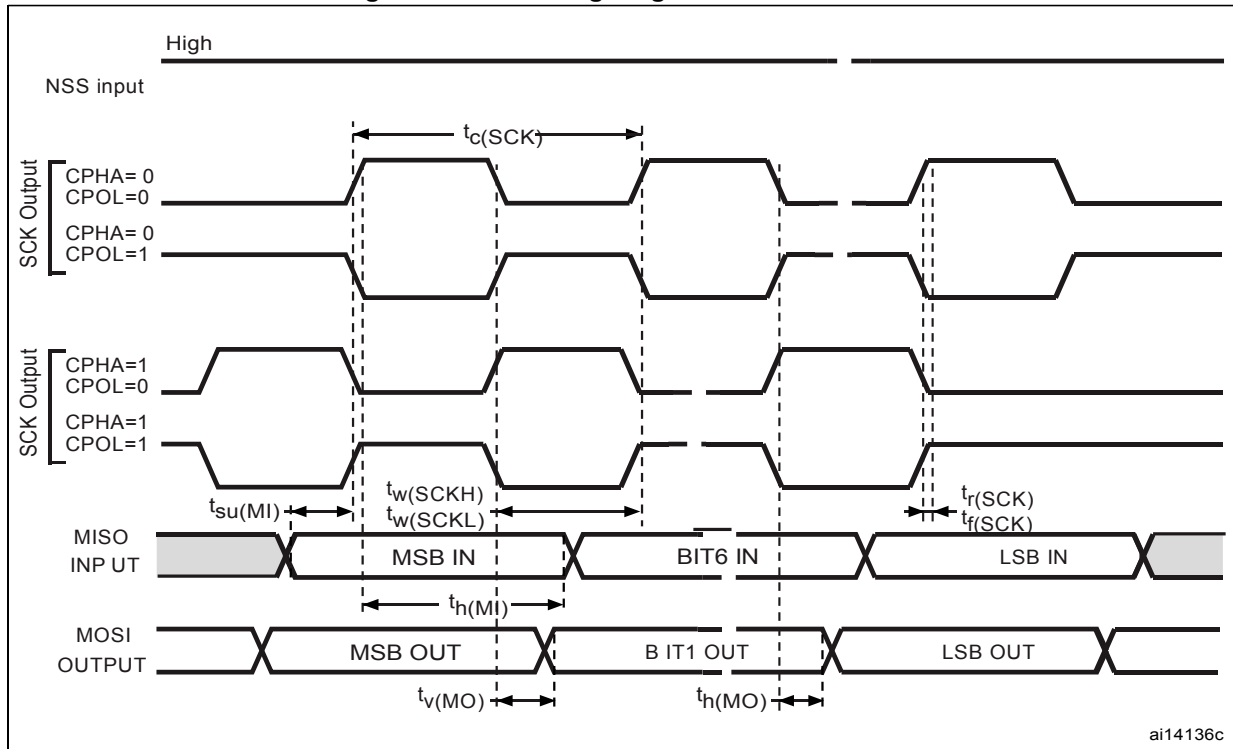 High
NSS input
tc(SCK)
SCK Output
CPHA= 0
CPOL=0
CPHA= 0
CPOL=1
SCK Output
CPHA=1
CPOL=0
CPHA=1
CPOL=1
tsu(MI)
tw(SCKH)
tw(SCKL)
tr(SCK)
tf(SCK)
MISO
INP UT
MSB IN
BIT6 IN
LSB IN
th(MI)
MOSI
OUTPUT
MSB OUT
B IT1 OUT
LSB OUT
tv(MO)
th(MO)
ai14136c